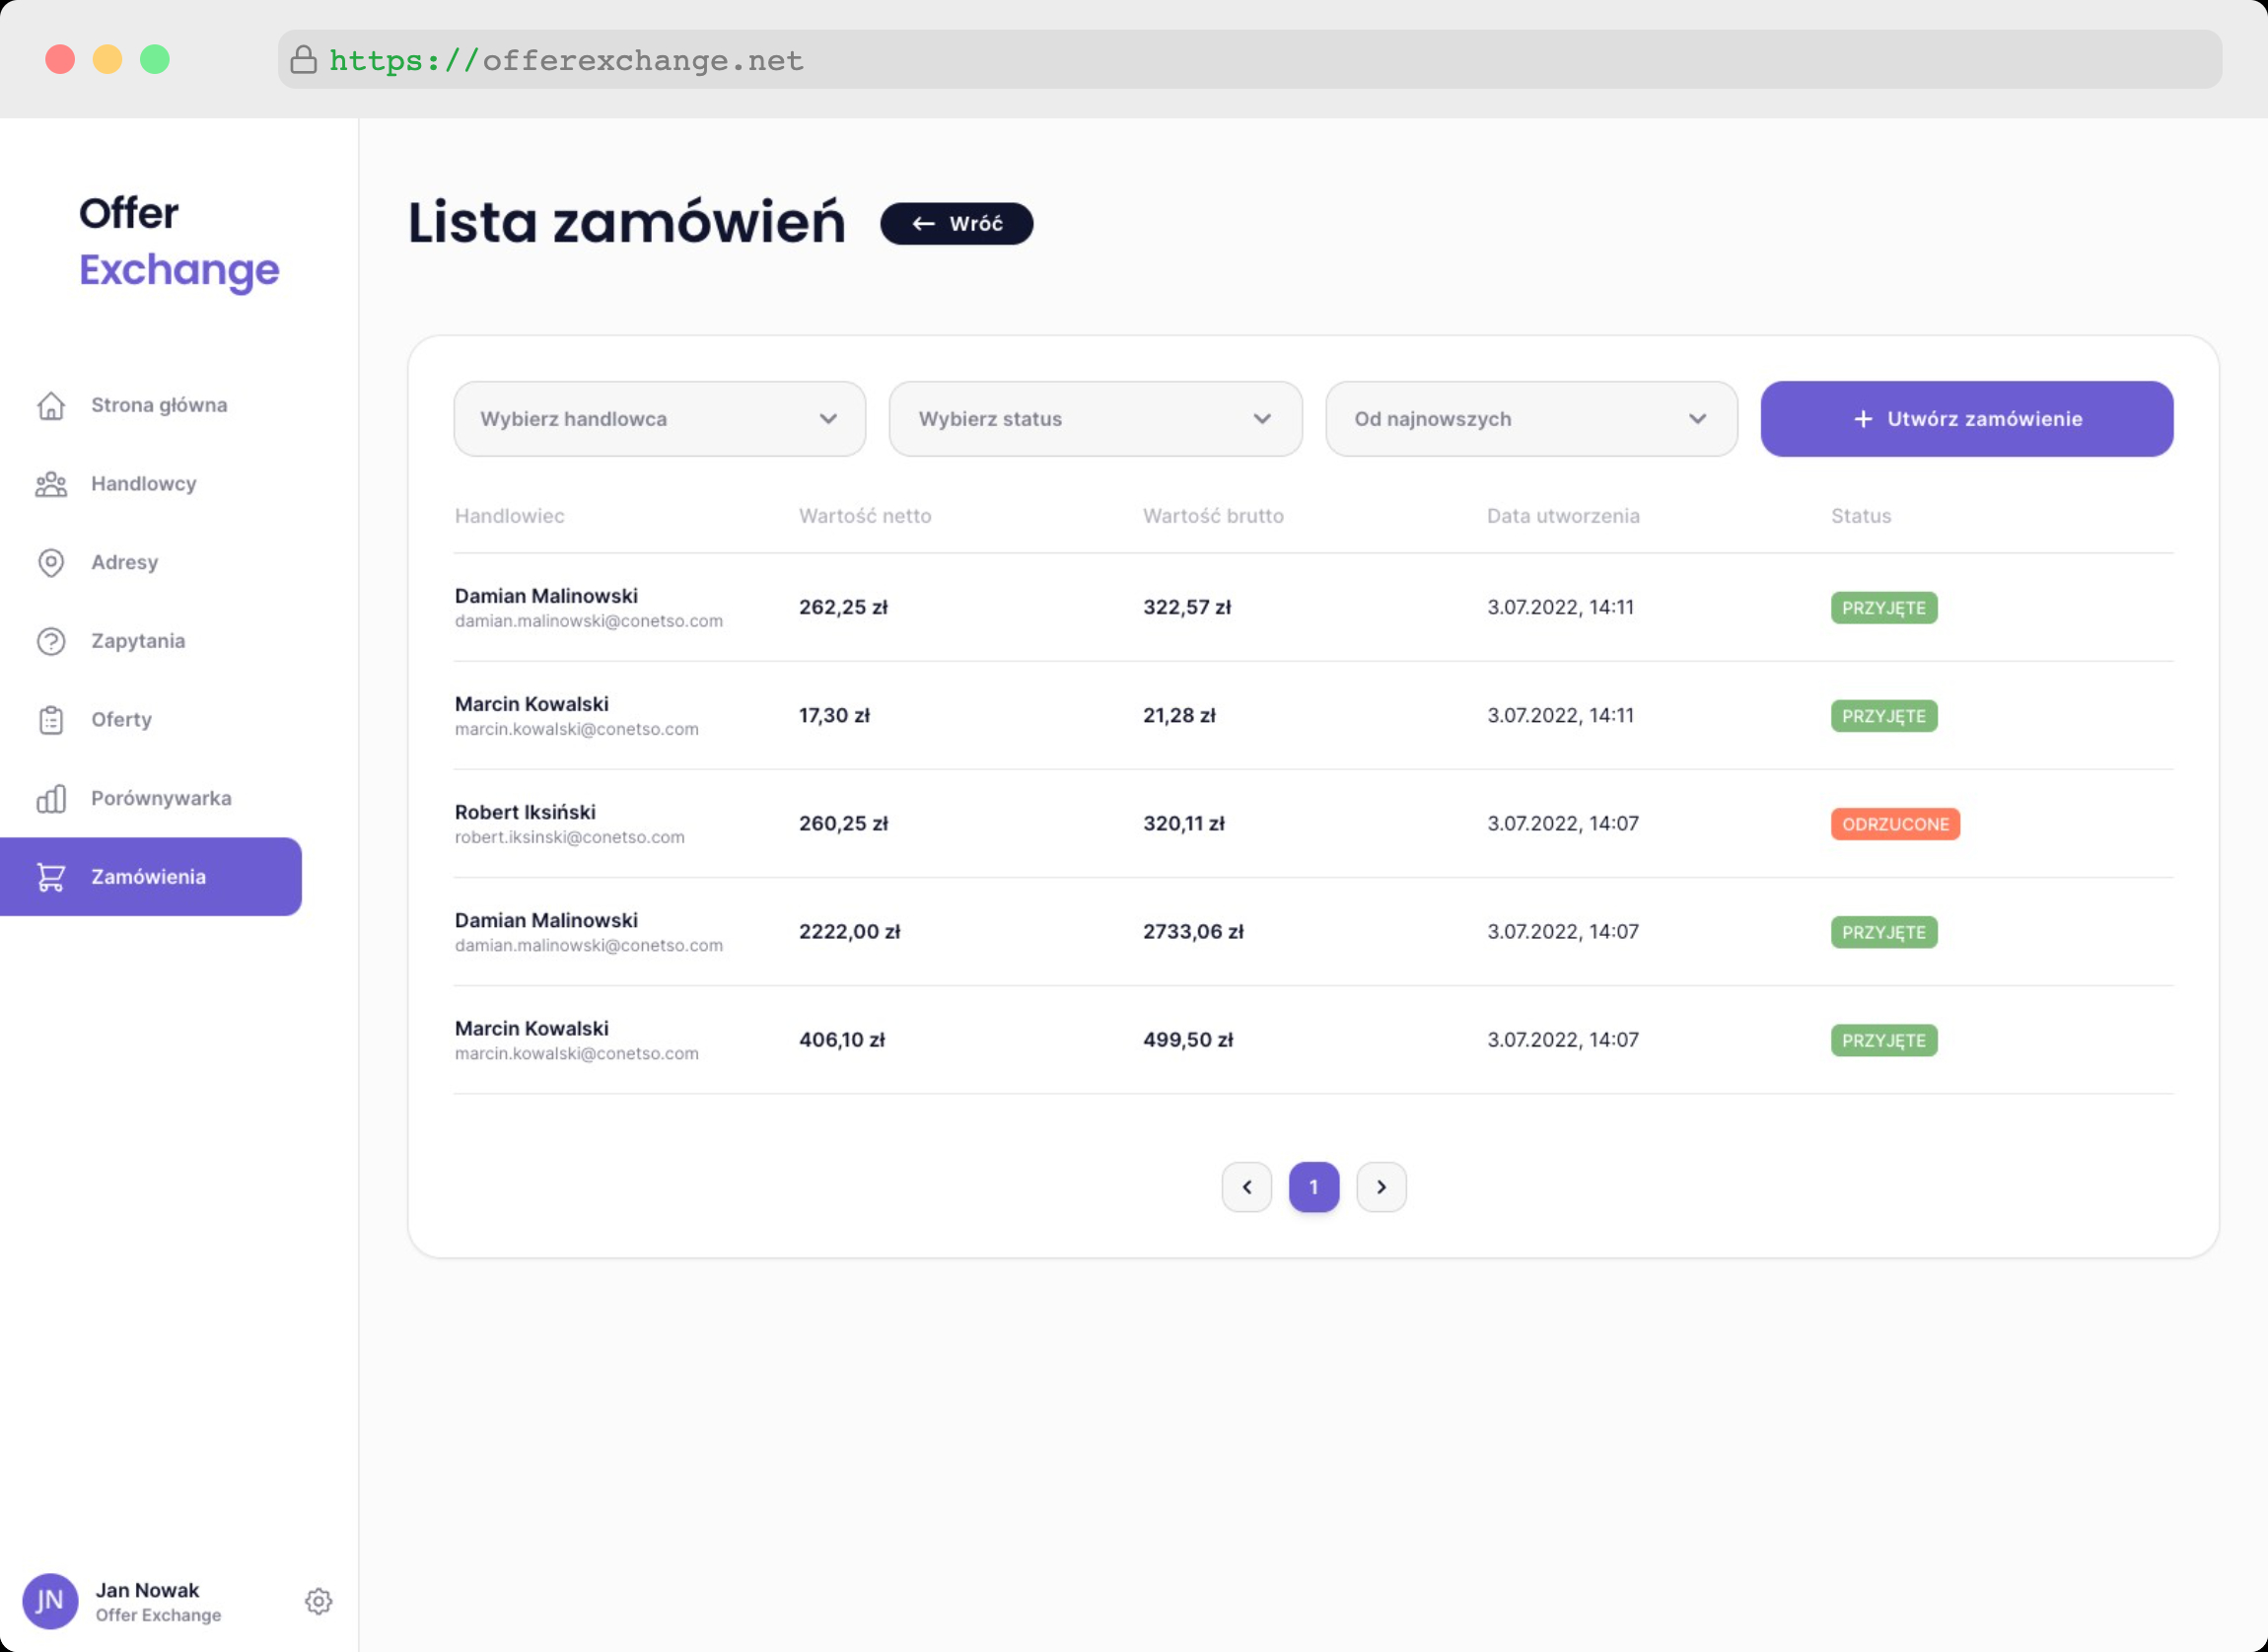 https://offerexchange.net
Offer
Exchange
Strona główna
Handlowcy
Adresy
Zapytania
Oferty
Porównywarka
Zamówienia
JN
Jan Nowak
Offer Exchange
Lista zamówień
← Wróć
Wybierz handlowca
Wybierz status
Od najnowszych
+ Utwórz zamówienie
Handlowiec Wartość netto Wartość brutto Data utworzenia Status
Damian Malinowski
damian.malinowski@conetso.com
262,25 zł 322,57 zł 3.07.2022, 14:11 PRZYJĘTE
Marcin Kowalski
marcin.kowalski@conetso.com
17,30 zł 21,28 zł 3.07.2022, 14:11 PRZYJĘTE
Robert Iksiński
robert.iksinski@conetso.com
260,25 zł 320,11 zł 3.07.2022, 14:07 ODRZUCONE
Damian Malinowski
damian.malinowski@conetso.com
2222,00 zł 2733,06 zł 3.07.2022, 14:07 PRZYJĘTE
Marcin Kowalski
marcin.kowalski@conetso.com
406,10 zł 499,50 zł 3.07.2022, 14:07 PRZYJĘTE
1